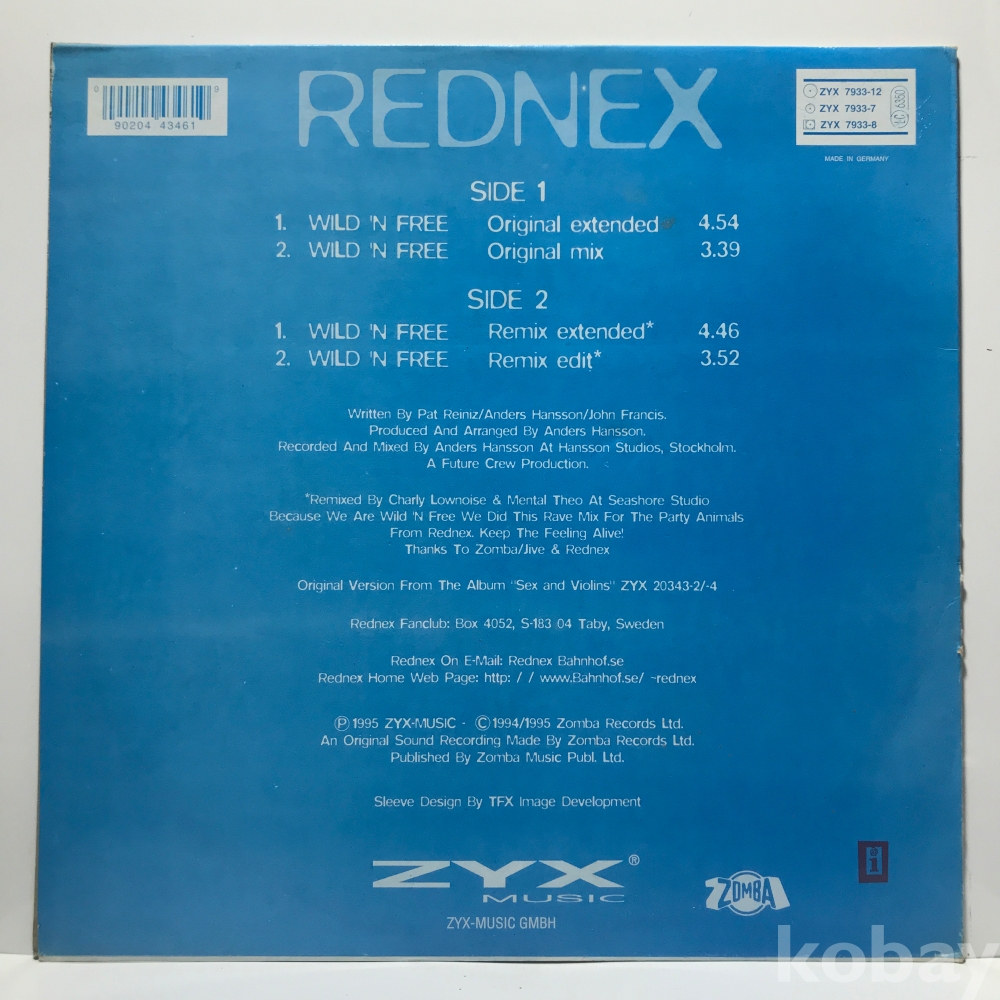 0 90204 43461 9
REDNEX
ZYX 7933-12
ZYX 7933-7
ZYX 7933-8
LC 6350
MADE IN GERMANY
SIDE 1
1. WILD 'N FREE Original extended 4.54
2. WILD 'N FREE Original mix 3.39
SIDE 2
1. WILD 'N FREE Remix extended* 4.46
2. WILD 'N FREE Remix edit* 3.52
Written By Pat Reiniz/Anders Hansson/John Francis.
Produced and Arranged By Anders Hansson.
Recorded And Mixed By Anders Hansson At Hansson Studios, Stockholm.
A Future Crew Production.
*Remixed By Charly Lownoise & Mental Theo At Seashore Studio
Because We Are Wild 'N Free We Did This Rave Mix For The Party Animals
From Rednex. Keep The Feeling Alive!
Thanks To Zomba/Jive & Rednex
Original Version From The Album "Sex and Violins" ZYX 20343-2/-4
Rednex Fanclub: Box 4052, S-183 04 Taby, Sweden
Rednex On E-Mail: Rednex Bahnhof.se
Rednex Home Web Page: http: / / www.Bahnhof.se/ ~rednex
Ⓟ1995 ZYX-MUSIC - ©1994/1995 Zomba Records Ltd.
An Original Sound Recording Made By Zomba Records Ltd.
Published By Zomba Music Publ. Ltd.
Sleeve Design By TFX Image Development
ZYX®
MUSIC
ZYX-MUSIC GMBH
ZOMBA
i
kobay